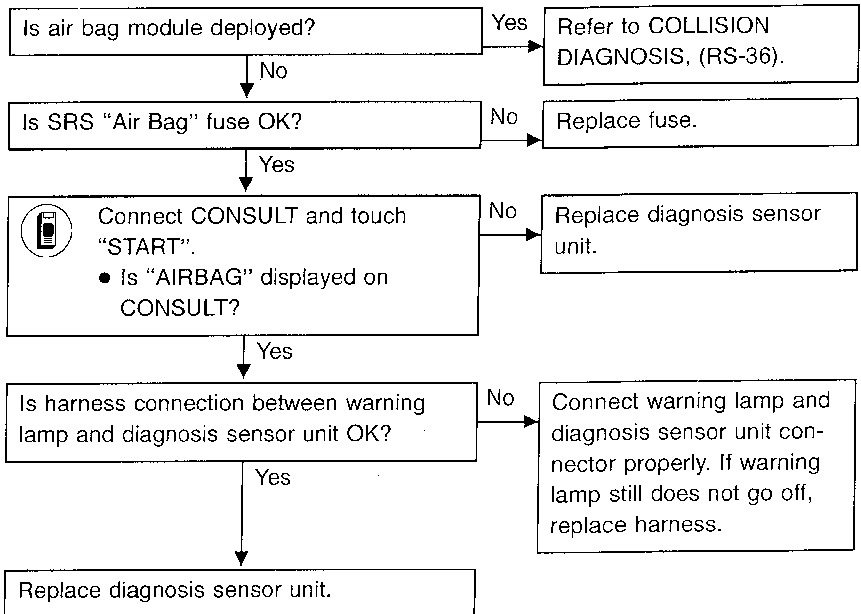 Is air bag module deployed?
Yes
Refer to COLLISION
DIAGNOSIS, (RS-36).
No
Is SRS “Air Bag” fuse OK?
No
Replace fuse.
Yes
Connect CONSULT and touch
“START”.
● Is “AIRBAG” displayed on
CONSULT?
No
Replace diagnosis sensor
unit.
Yes
Is harness connection between warning
lamp and diagnosis sensor unit OK?
No
Connect warning lamp and
diagnosis sensor unit con-
nector properly. If warning
lamp still does not go off,
replace harness.
Yes
Replace diagnosis sensor unit.